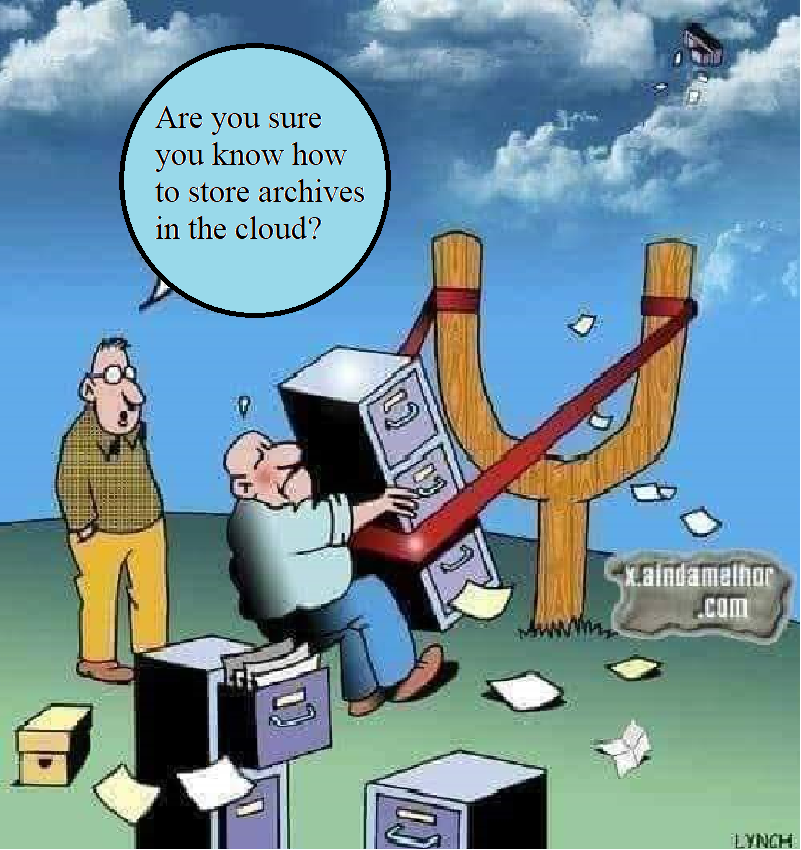 Are you sure
you know how
to store archives
in the cloud?
x.aindamelhor
.com
LYNCH